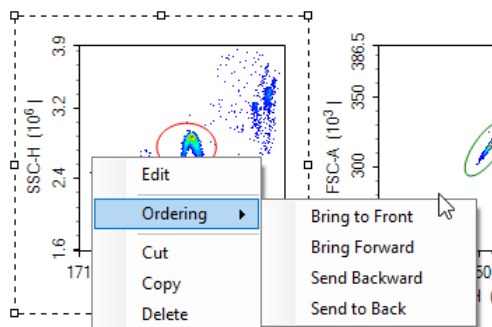 3.9
3.2
2.4
1.6
SSC-H (10⁶ )
171
386.5
350
300
FSC-A (10³ )
50
H (
Edit
Ordering
Cut
Copy
Delete
Bring to Front
Bring Forward
Send Backward
Send to Back